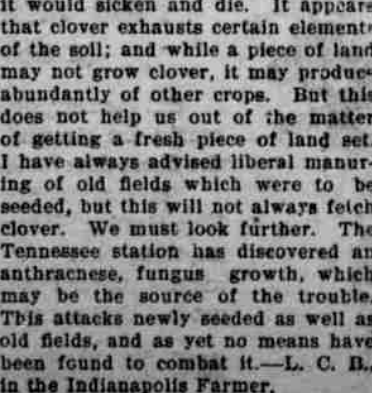 it would sicken and die. It appears
that clover exhausts certain elements
of the soil; and while a piece of land
may not grow clover, it may produce
abundantly of other crops. But this
does not help us out of the matter
of getting a fresh piece of land set.
I have always advised liberal manur-
ing of old fields which were to be
seeded, but this will not always fetch
clover. We must look further. The
Tennessee station has discovered an
anthracnese, fungus growth, which
may be the source of the trouble.
This attacks newly seeded as well as
old fields, and as yet no means have
been found to combat it.—L. C. B.,
in the Indianapolis Farmer.